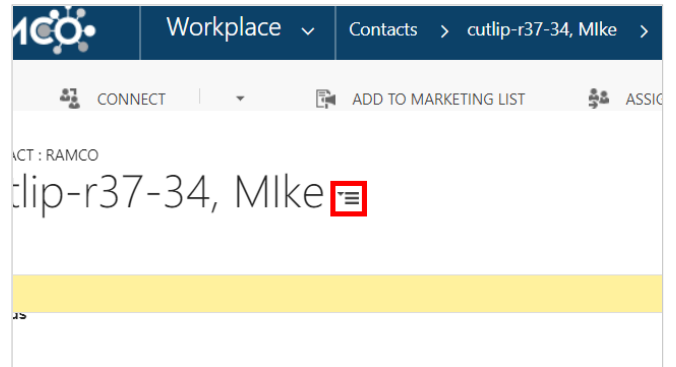 MCO Workplace Contacts > cutlip-r37-34, MIke >
CONNECT ADD TO MARKETING LIST ASSIG
ACT : RAMCO
tlip-r37-34, MIke
us